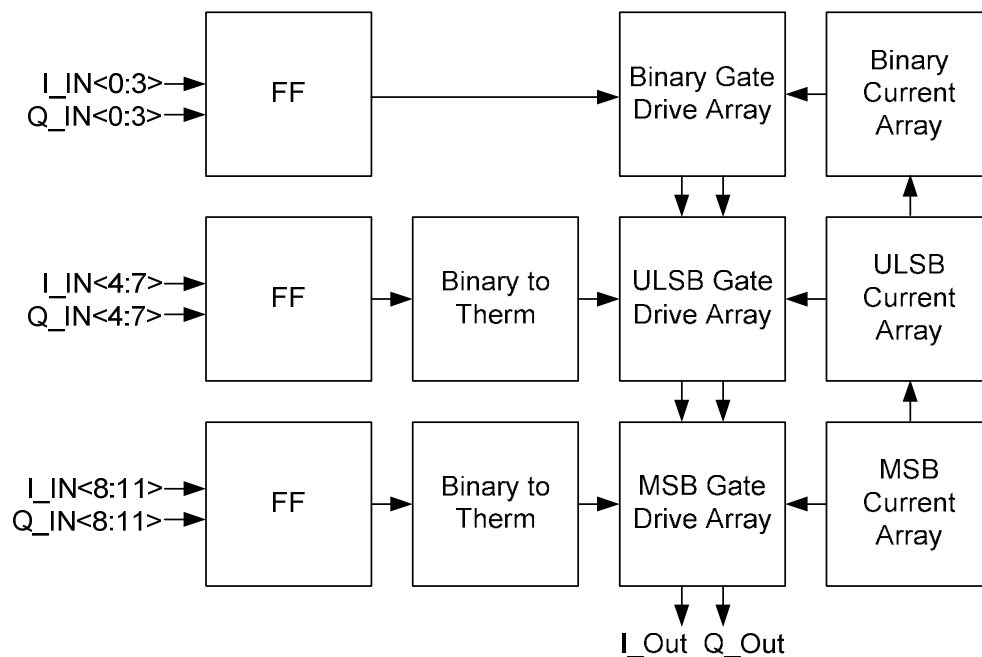 I_IN<0:3>
Q_IN<0:3>
FF
Binary Gate
Drive Array
Binary
Current
Array
I_IN<4:7>
Q_IN<4:7>
FF
Binary to
Therm
ULSB Gate
Drive Array
ULSB
Current
Array
I_IN<8:11>
Q_IN<8:11>
FF
Binary to
Therm
MSB Gate
Drive Array
MSB
Current
Array
I_Out Q_Out